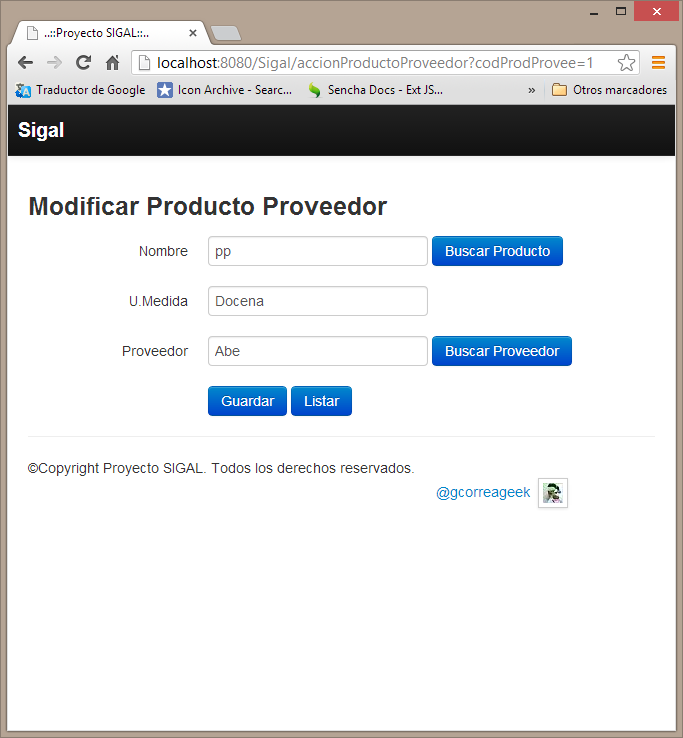 ..::Proyecto SIGAL::..
localhost:8080/Sigal/accionProductoProveedor?codProdProvee=1
Traductor de Google Icon Archive - Searc... Sencha Docs - Ext JS... » Otros marcadores
Sigal
Modificar Producto Proveedor
Nombre pp Buscar Producto
U.Medida Docena
Proveedor Abe Buscar Proveedor
Guardar Listar
©Copyright Proyecto SIGAL. Todos los derechos reservados.
@gcorreageek